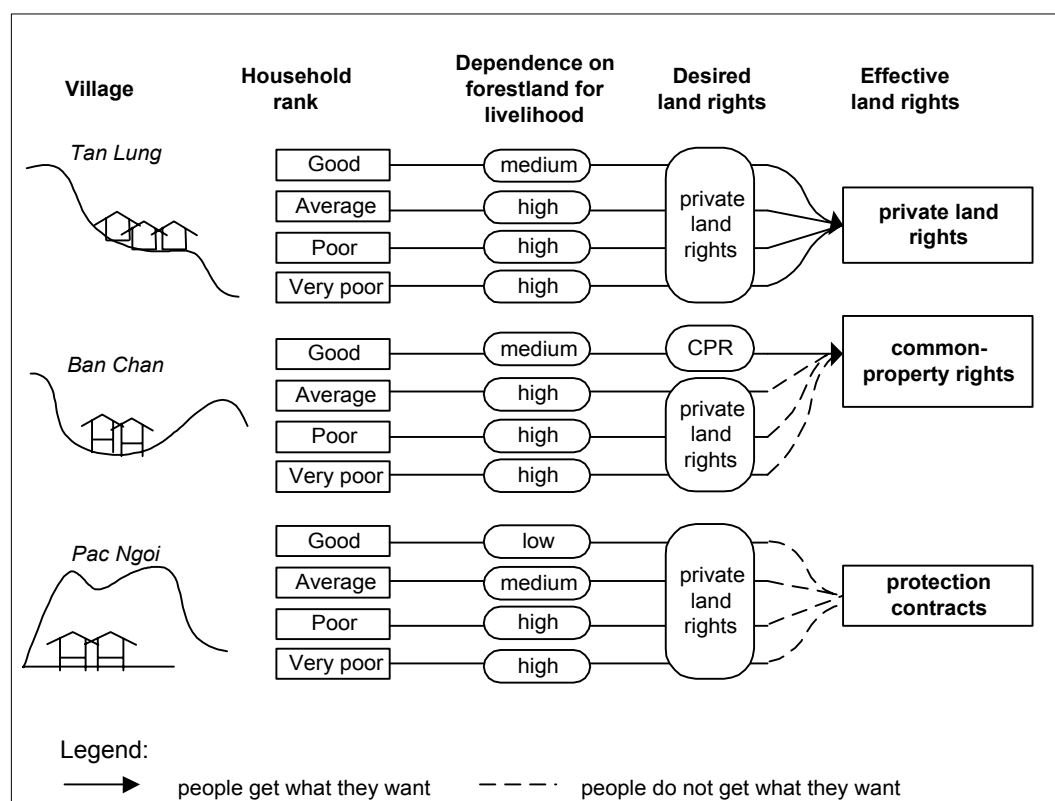 Village
Household
rank
Dependence on
forestland for
livelihood
Desired
land rights
Effective
land rights
Tan Lung
Good
medium
Average
high
Poor
high
Very poor
high
private
land
rights
private land
rights
Ban Chan
Good
medium
CPR
Average
high
Poor
high
Very poor
high
private
land
rights
common-
property rights
Pac Ngoi
Good
low
Average
medium
Poor
high
Very poor
high
private
land
rights
protection
contracts
Legend:
people get what they want
people do not get what they want